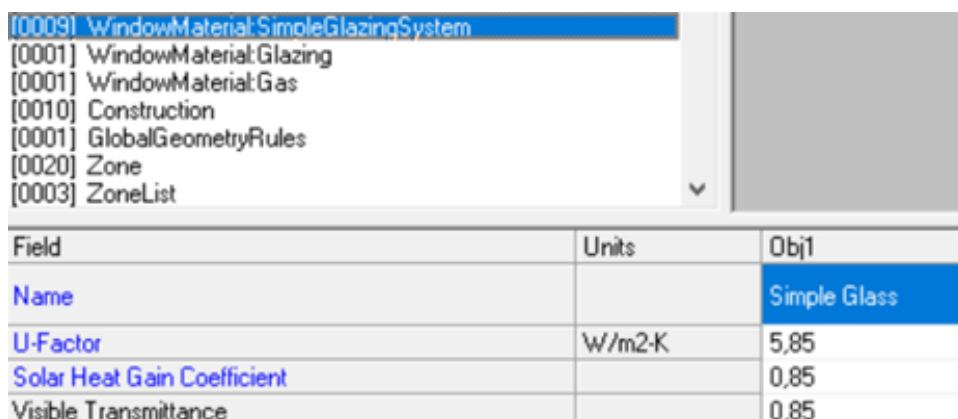 [0009] WindowMaterial:SimpleGlazingSystem
[0001] WindowMaterial:Glazing
[0001] WindowMaterial:Gas
[0010] Construction
[0001] GlobalGeometryRules
[0020] Zone
[0003] ZoneList
Field Units Obj1
Name Simple Glass
U-Factor W/m2-K 5,85
Solar Heat Gain Coefficient 0,85
Visible Transmittance 0,85